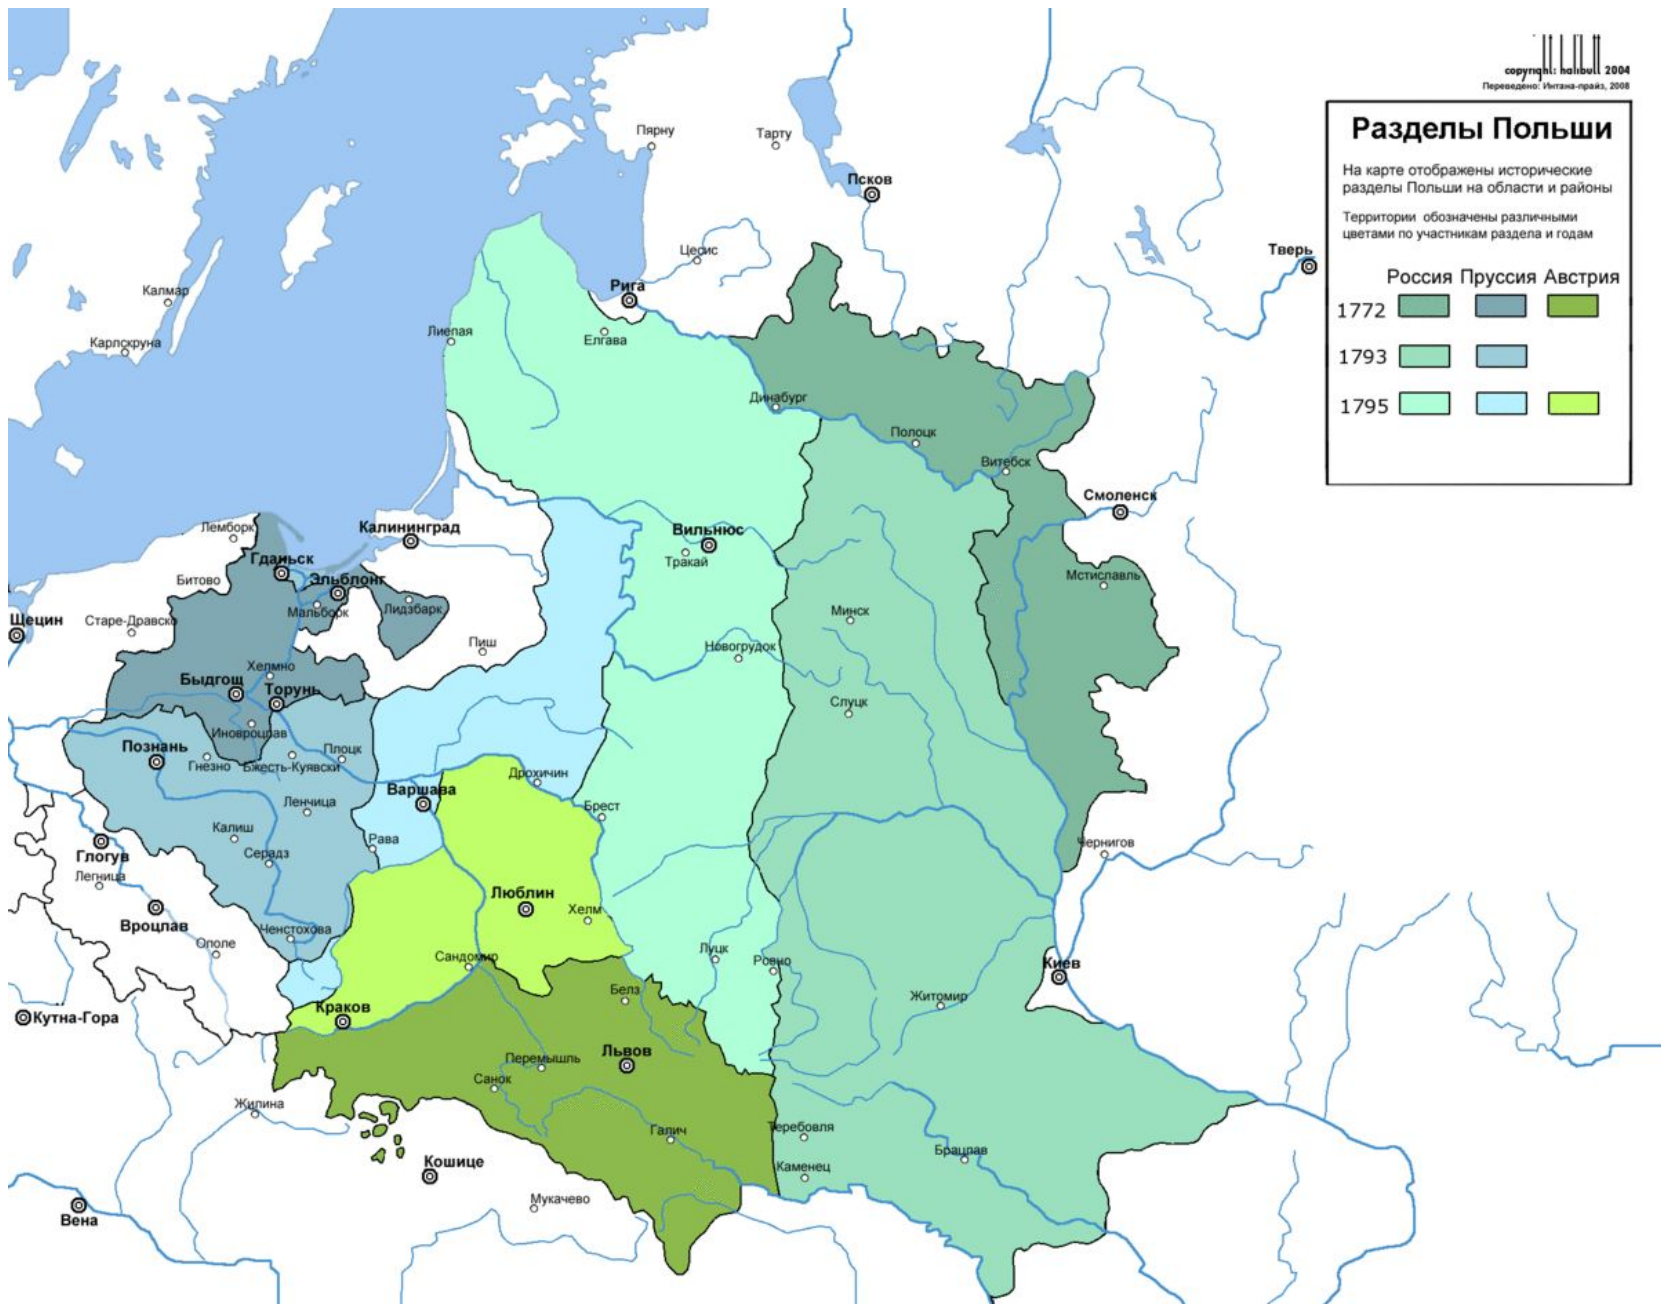 copyright: halibutt 2004
Переведено: Интана-прайз, 2008
Разделы Польши
На карте отображены исторические
разделы Польши на области и районы
Территории обозначены различными
цветами по участникам раздела и годам
Россия Пруссия Австрия
1772
1793
1795
Пярну
Тарту
Псков
Цесис
Тверь
Рига
Калмар
Карлскруна
Лиепая
Елгава
Динабург
Полоцк
Витебск
Смоленск
Лемборк
Калининград
Вильнюс
Тракай
Гданьск
Битово
Эльблонг
Мальборк
Лидзбарк
Мстиславль
Щецин
Старе-Дравско
Минск
Пиш
Новогрудок
Хелмно
Быдгощ
Торунь
Слуцк
Иновроцлав
Познань
Гнезно
Бжесть-Куявски
Плоцк
Дрохичин
Варшава
Ленчица
Брест
Калиш
Рава
Серадз
Глогув
Легница
Чернигов
Люблин
Хелм
Вроцлав
Ополе
Ченстохова
Сандомир
Луцк
Ровно
Киев
Белз
Житомир
Краков
Кутна-Гора
Перемышль
Львов
Санок
Жилина
Галич
Теребовля
Брацлав
Кошице
Каменец
Мукачево
Вена